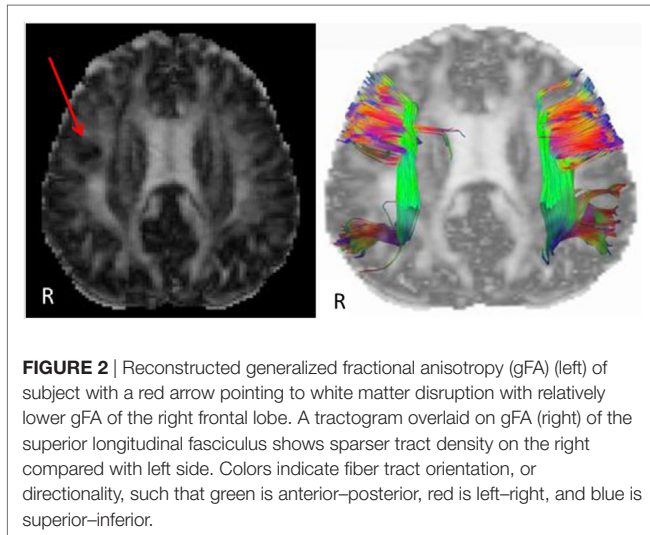 R
R
FIGURE 2 | Reconstructed generalized fractional anisotropy (gFA) (left) of
subject with a red arrow pointing to white matter disruption with relatively
lower gFA of the right frontal lobe. A tractogram overlaid on gFA (right) of the
superior longitudinal fasciculus shows sparser tract density on the right
compared with left side. Colors indicate fiber tract orientation, or
directionality, such that green is anterior–posterior, red is left–right, and blue is
superior–inferior.